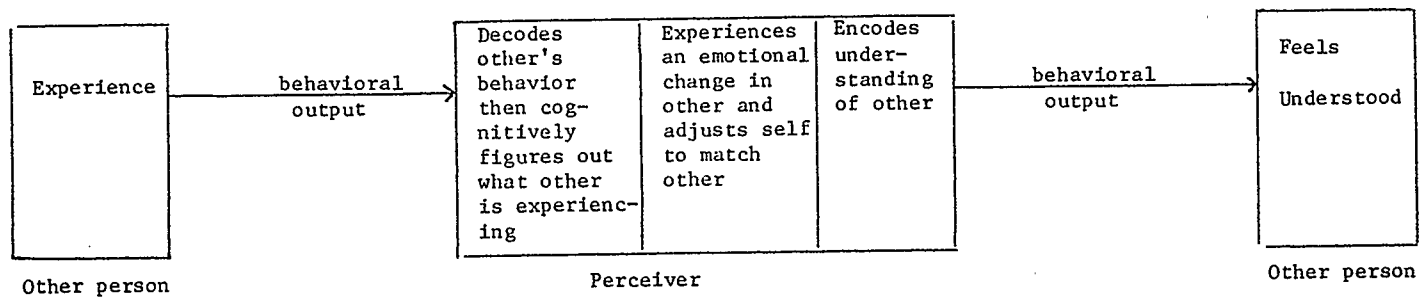 Experience
Other person
behavioral
output
Decodes
other's
behavior
then cog-
nitively
figures out
what other
is experienc-
ing
Experiences
an emotional
change in
other and
adjusts self
to match
other
Encodes
under-
standing
of other
Perceiver
behavioral
output
Feels
Understood
Other person